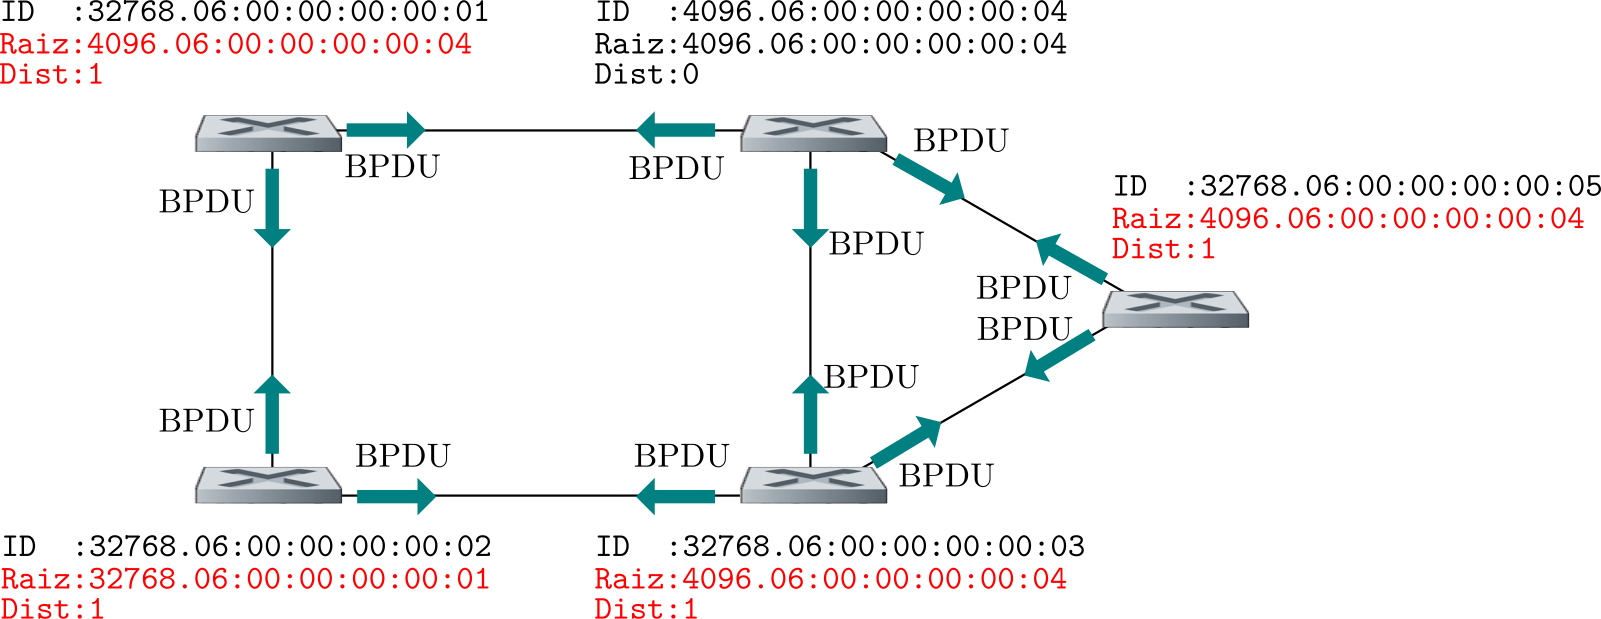 ID  :32768.06:00:00:00:00:01
Raiz:4096.06:00:00:00:00:04
Dist:1
ID  :4096.06:00:00:00:00:04
Raiz:4096.06:00:00:00:00:04
Dist:0
BPDU
BPDU
BPDU
BPDU
BPDU
ID  :32768.06:00:00:00:00:05
Raiz:4096.06:00:00:00:00:04
Dist:1
BPDU
BPDU
BPDU
BPDU
BPDU
BPDU
BPDU
BPDU
ID  :32768.06:00:00:00:00:02
Raiz:32768.06:00:00:00:00:01
Dist:1
ID  :32768.06:00:00:00:00:03
Raiz:4096.06:00:00:00:00:04
Dist:1